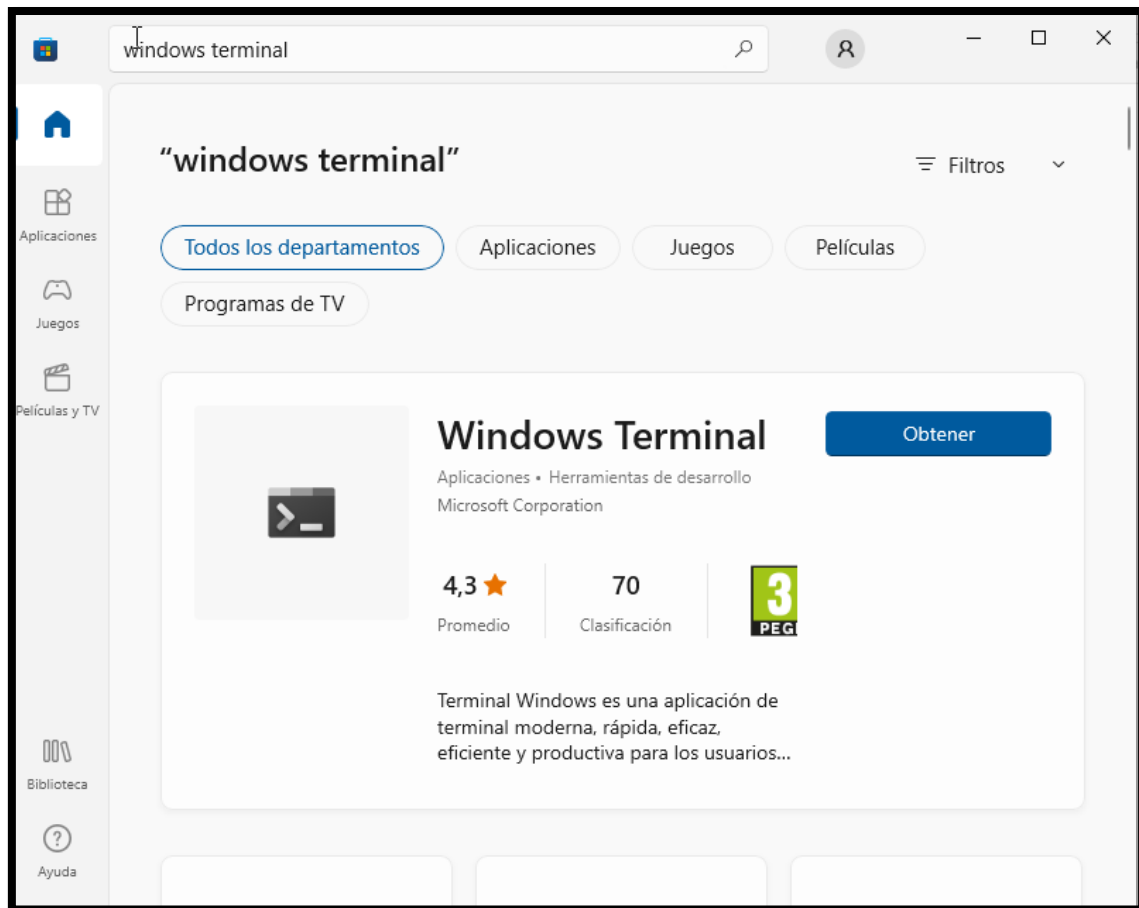 windows terminal
“windows terminal”
Filtros
Todos los departamentos
Aplicaciones
Juegos
Películas
Programas de TV
Aplicaciones
Juegos
Películas y TV
Biblioteca
Ayuda
Windows Terminal
Obtener
Aplicaciones • Herramientas de desarrollo
Microsoft Corporation
4,3
Promedio
70
Clasificación
3
PEGI
Terminal Windows es una aplicación de
terminal moderna, rápida, eficaz,
eficiente y productiva para los usuarios...